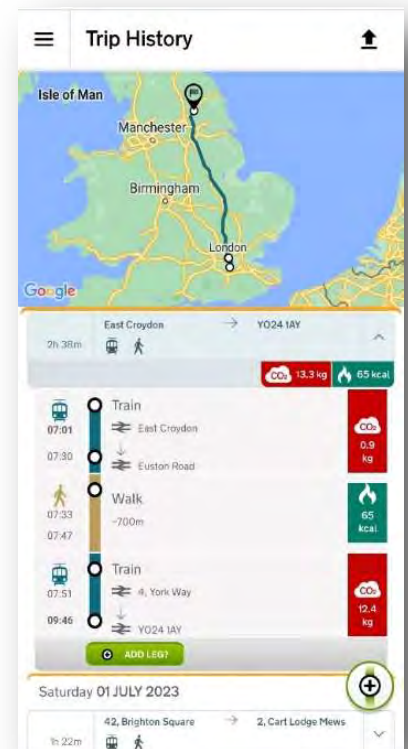 Trip History
Isle of Man
Manchester
Birmingham
London
Google
East Croydon → YO24 1AY
2h 38m
CO₂ 13.3 kg 65 kcal
Train
07:01 East Croydon
07:30 Euston Road
CO₂ 0.9 kg
Walk
07:33 ~700m
07:47
65 kcal
Train
07:51 4, York Way
09:46 YO24 1AY
CO₂ 12.4 kg
ADD LEG?
Saturday 01 JULY 2023
42, Brighton Square → 2, Cart Lodge Mews
1h 22m